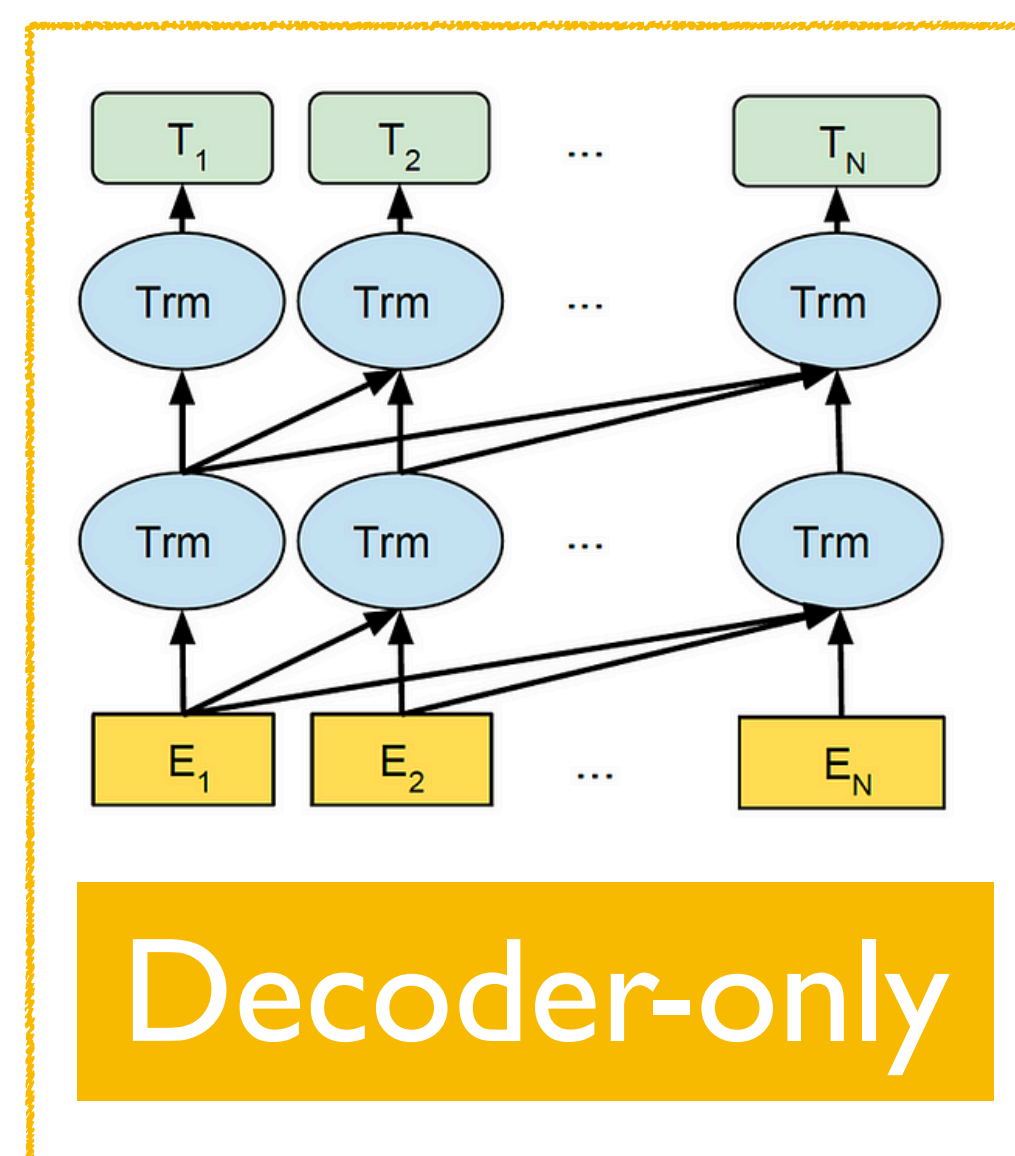 T1 T2 ... TN
Trm Trm ... Trm
Trm Trm ... Trm
E1 E2 ... EN
Decoder-only